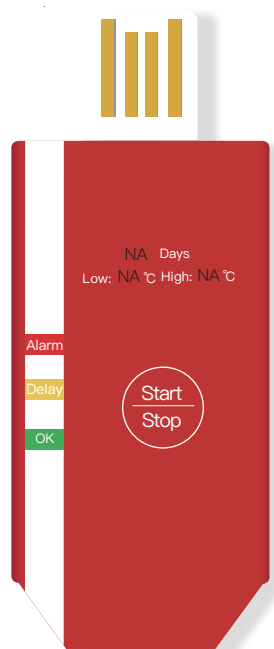 NA Days
Low: NA ℃ High: NA ℃
Alarm
Delay
OK
Start
Stop